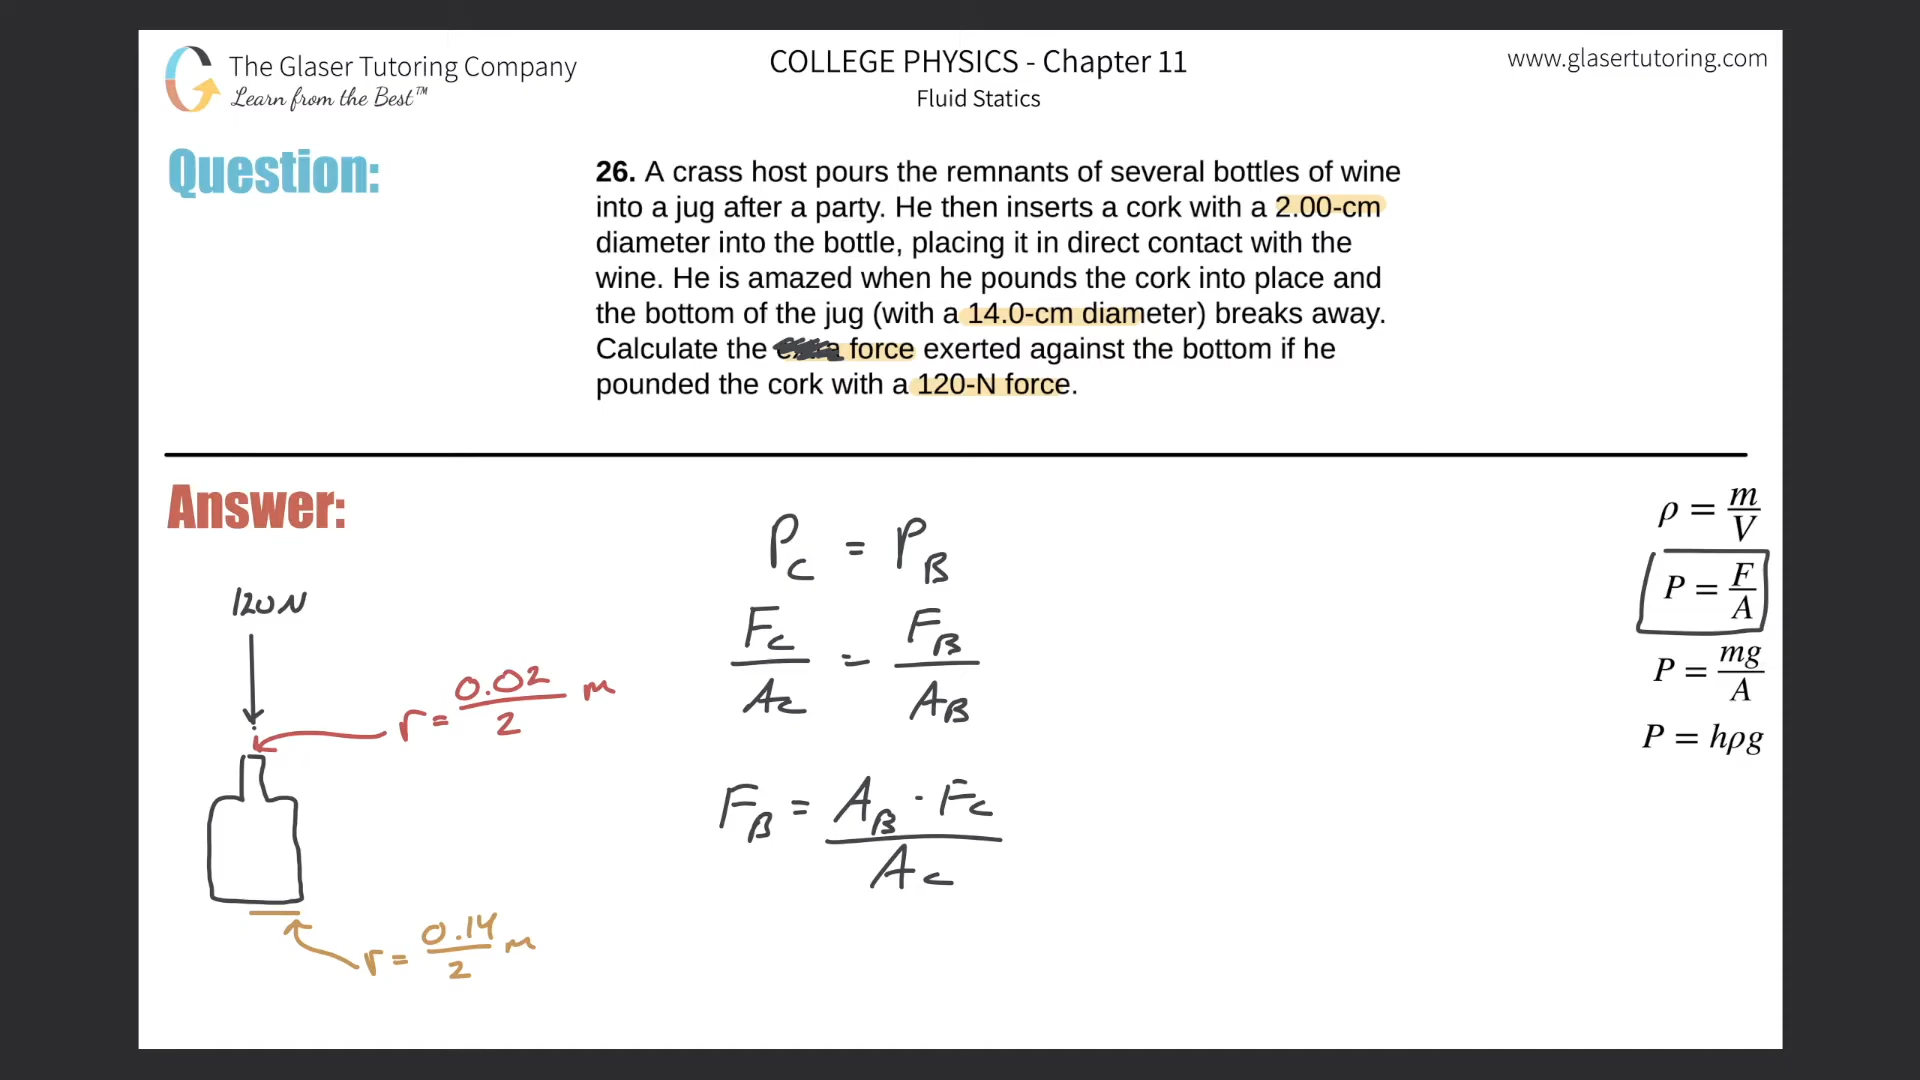 The Glaser Tutoring Company
Learn from the Best™
COLLEGE PHYSICS - Chapter 11
Fluid Statics
www.glasertutoring.com
Question:
26. A crass host pours the remnants of several bottles of wine
into a jug after a party. He then inserts a cork with a 2.00-cm
diameter into the bottle, placing it in direct contact with the
wine. He is amazed when he pounds the cork into place and
the bottom of the jug (with a 14.0-cm diameter) breaks away.
Calculate the force exerted against the bottom if he
pounded the cork with a 120-N force.
Answer:
120N
r = 0.02/2 m
r = 0.14/2 m
P_C = P_B
F_C/A_C = F_B/A_B
F_B = A_B · F_C/A_C
ρ = m/V
P = F/A
P = mg/A
P = hρg